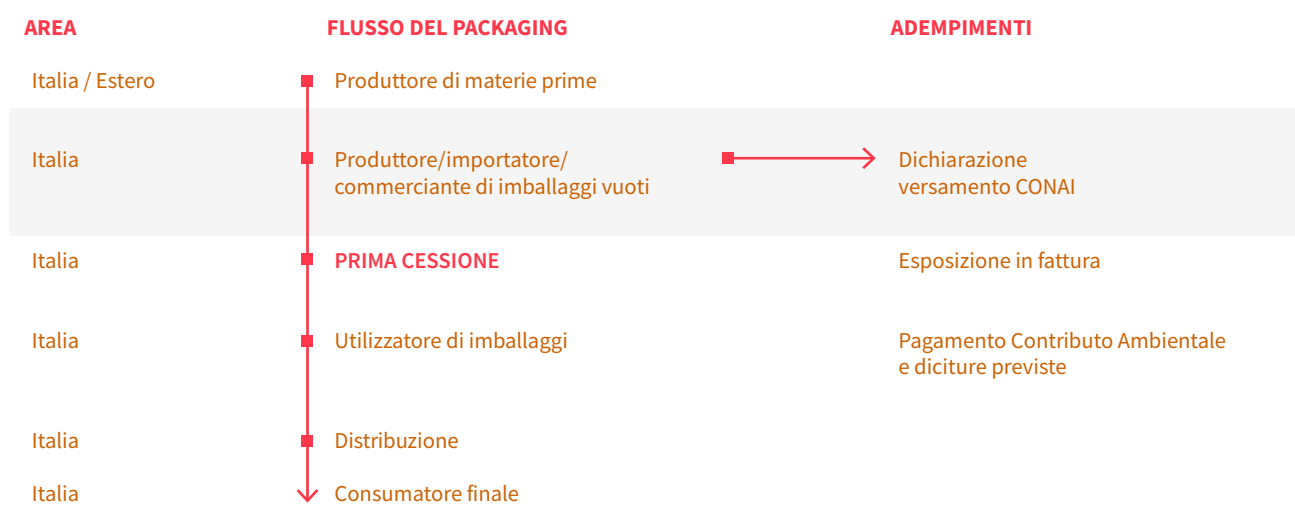 AREA FLUSSO DEL PACKAGING ADEMPIMENTI
Italia / Estero Produttore di materie prime
Italia Produttore/importatore/ Dichiarazione
commerciante di imballaggi vuoti versamento CONAI
Italia PRIMA CESSIONE Esposizione in fattura
Italia Utilizzatore di imballaggi Pagamento Contributo Ambientale
e diciture previste
Italia Distribuzione
Italia Consumatore finale